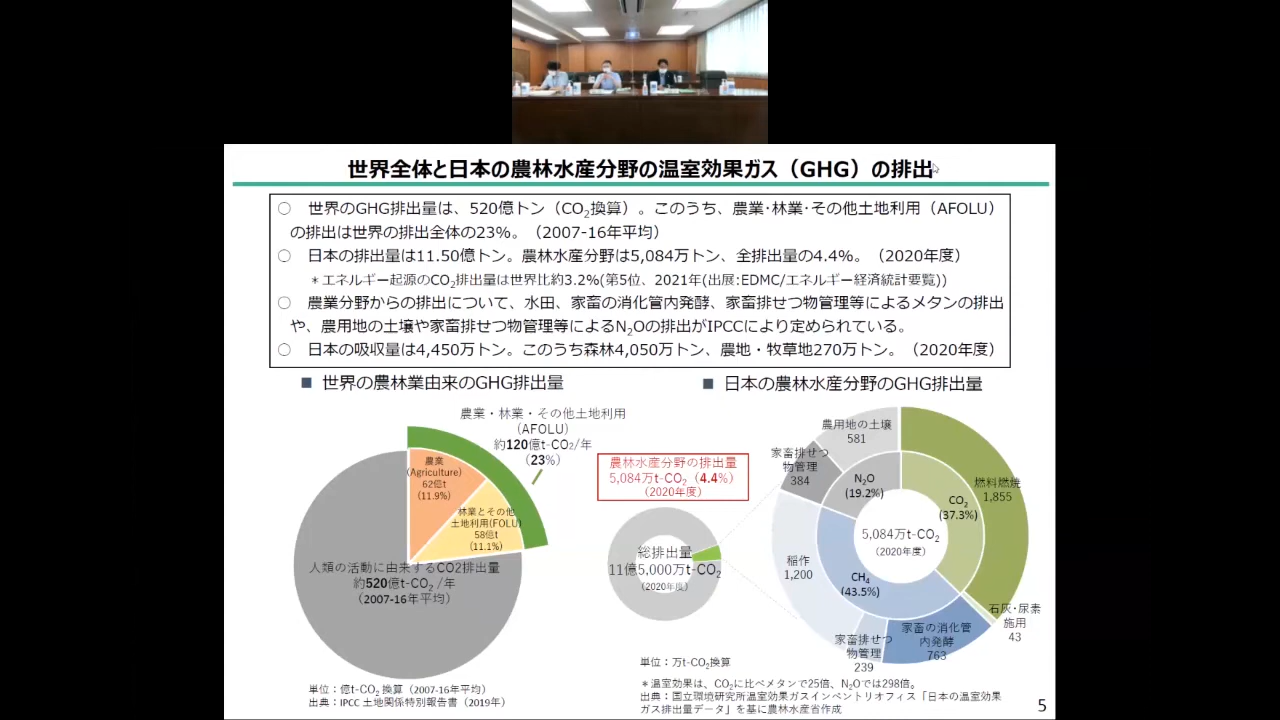 世界全体と日本の農林水産分野の温室効果ガス（GHG）の排出
○　世界のGHG排出量は、520億トン（CO2換算）。このうち、農業・林業・その他土地利用（AFOLU）
の排出は世界の排出全体の23%。（2007-16年平均）
○　日本の排出量は11.50億トン。農林水産分野は5,084万トン、全排出量の4.4%。（2020年度）
＊エネルギー起源のCO2排出量は世界比約3.2%(第5位、2021年(出展:EDMC/エネルギー経済統計要覧))
○　農業分野からの排出について、水田、家畜の消化管内発酵、家畜排せつ物管理等によるメタンの排出
や、農用地の土壌や家畜排せつ物管理等によるN2Oの排出がIPCCにより定められている。
○　日本の吸収量は4,450万トン。このうち森林4,050万トン、農地・牧草地270万トン。（2020年度）
■ 世界の農林業由来のGHG排出量
農業・林業・その他土地利用
（AFOLU）
約120億t-CO2/年
（23%）
農業
(Agriculture)
62億t
(11.9%)
林業とその他
土地利用(FOLU)
58億t
(11.1%)
人類の活動に由来するCO2排出量
約520億t-CO2 /年
（2007-16年平均）
単位：億t-CO2 換算（2007-16年平均）
出典：IPCC 土地関係特別報告書（2019年）
■ 日本の農林水産分野のGHG排出量
農林水産分野の排出量
5,084万t-CO2（4.4%）
（2020年度）
総排出量
11億5,000万t-CO2
（2020年度）
農用地の土壌
581
家畜排せつ
物管理
384
N2O
(19.2%)
CO2
(37.3%)
燃料燃焼
1,855
5,084万t-CO2
（2020年度）
稲作
1,200
CH4
(43.5%)
石灰・尿素
施用
43
家畜の消化管
内発酵
763
家畜排せつ
物管理
239
単位：万t-CO2換算
＊温室効果は、CO2に比べメタンで25倍、N2Oでは298倍。
出典：国立環境研究所温室効果ガスインベントリオフィス「日本の温室効果
ガス排出量データ」を基に農林水産省作成
5